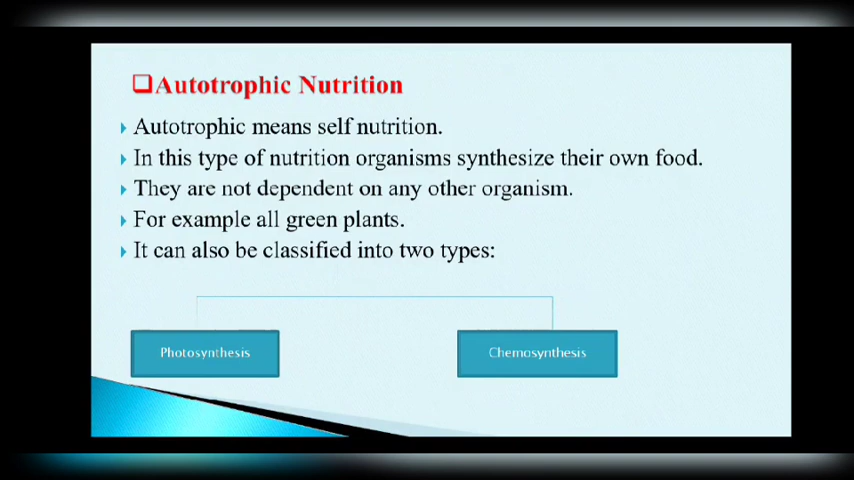 Autotrophic Nutrition
Autotrophic means self nutrition.
In this type of nutrition organisms synthesize their own food.
They are not dependent on any other organism.
For example all green plants.
It can also be classified into two types:
Photosynthesis
Chemosynthesis